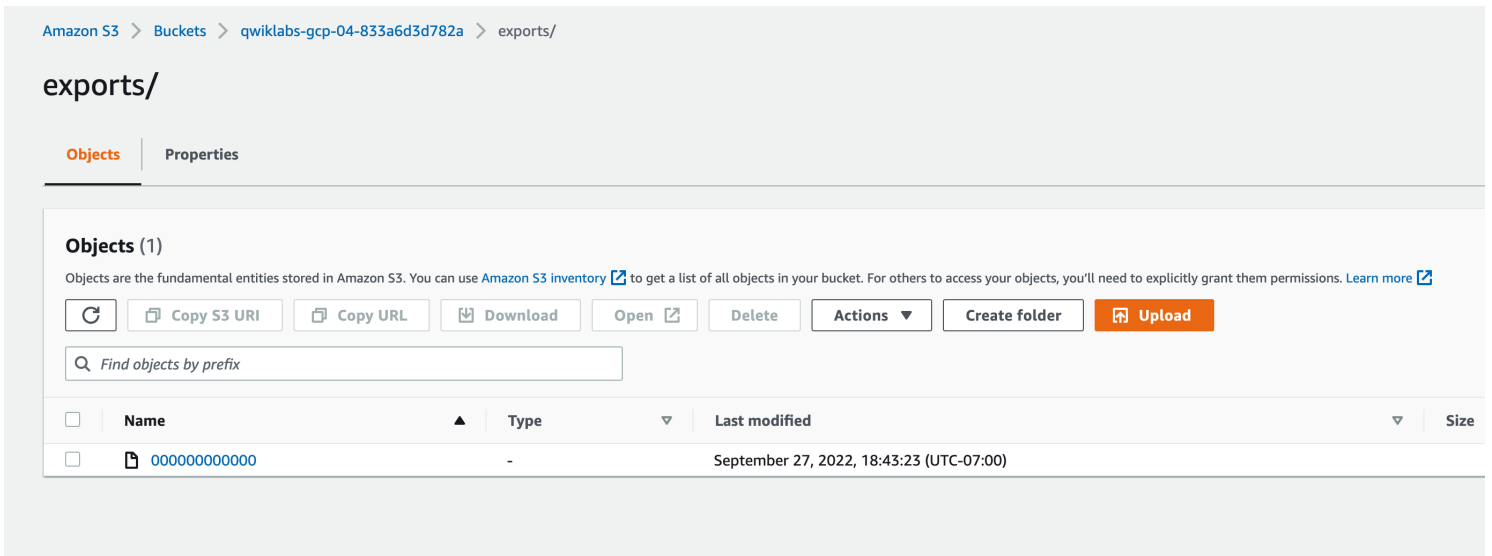 Amazon S3 > Buckets > qwiklabs-gcp-04-833a6d3d782a > exports/
exports/
Objects Properties
Objects (1)
Objects are the fundamental entities stored in Amazon S3. You can use Amazon S3 inventory to get a list of all objects in your bucket. For others to access your objects, you'll need to explicitly grant them permissions. Learn more
Copy S3 URI Copy URL Download Open Delete Actions Create folder Upload
Find objects by prefix
Name Type Last modified Size
000000000000 - September 27, 2022, 18:43:23 (UTC-07:00)